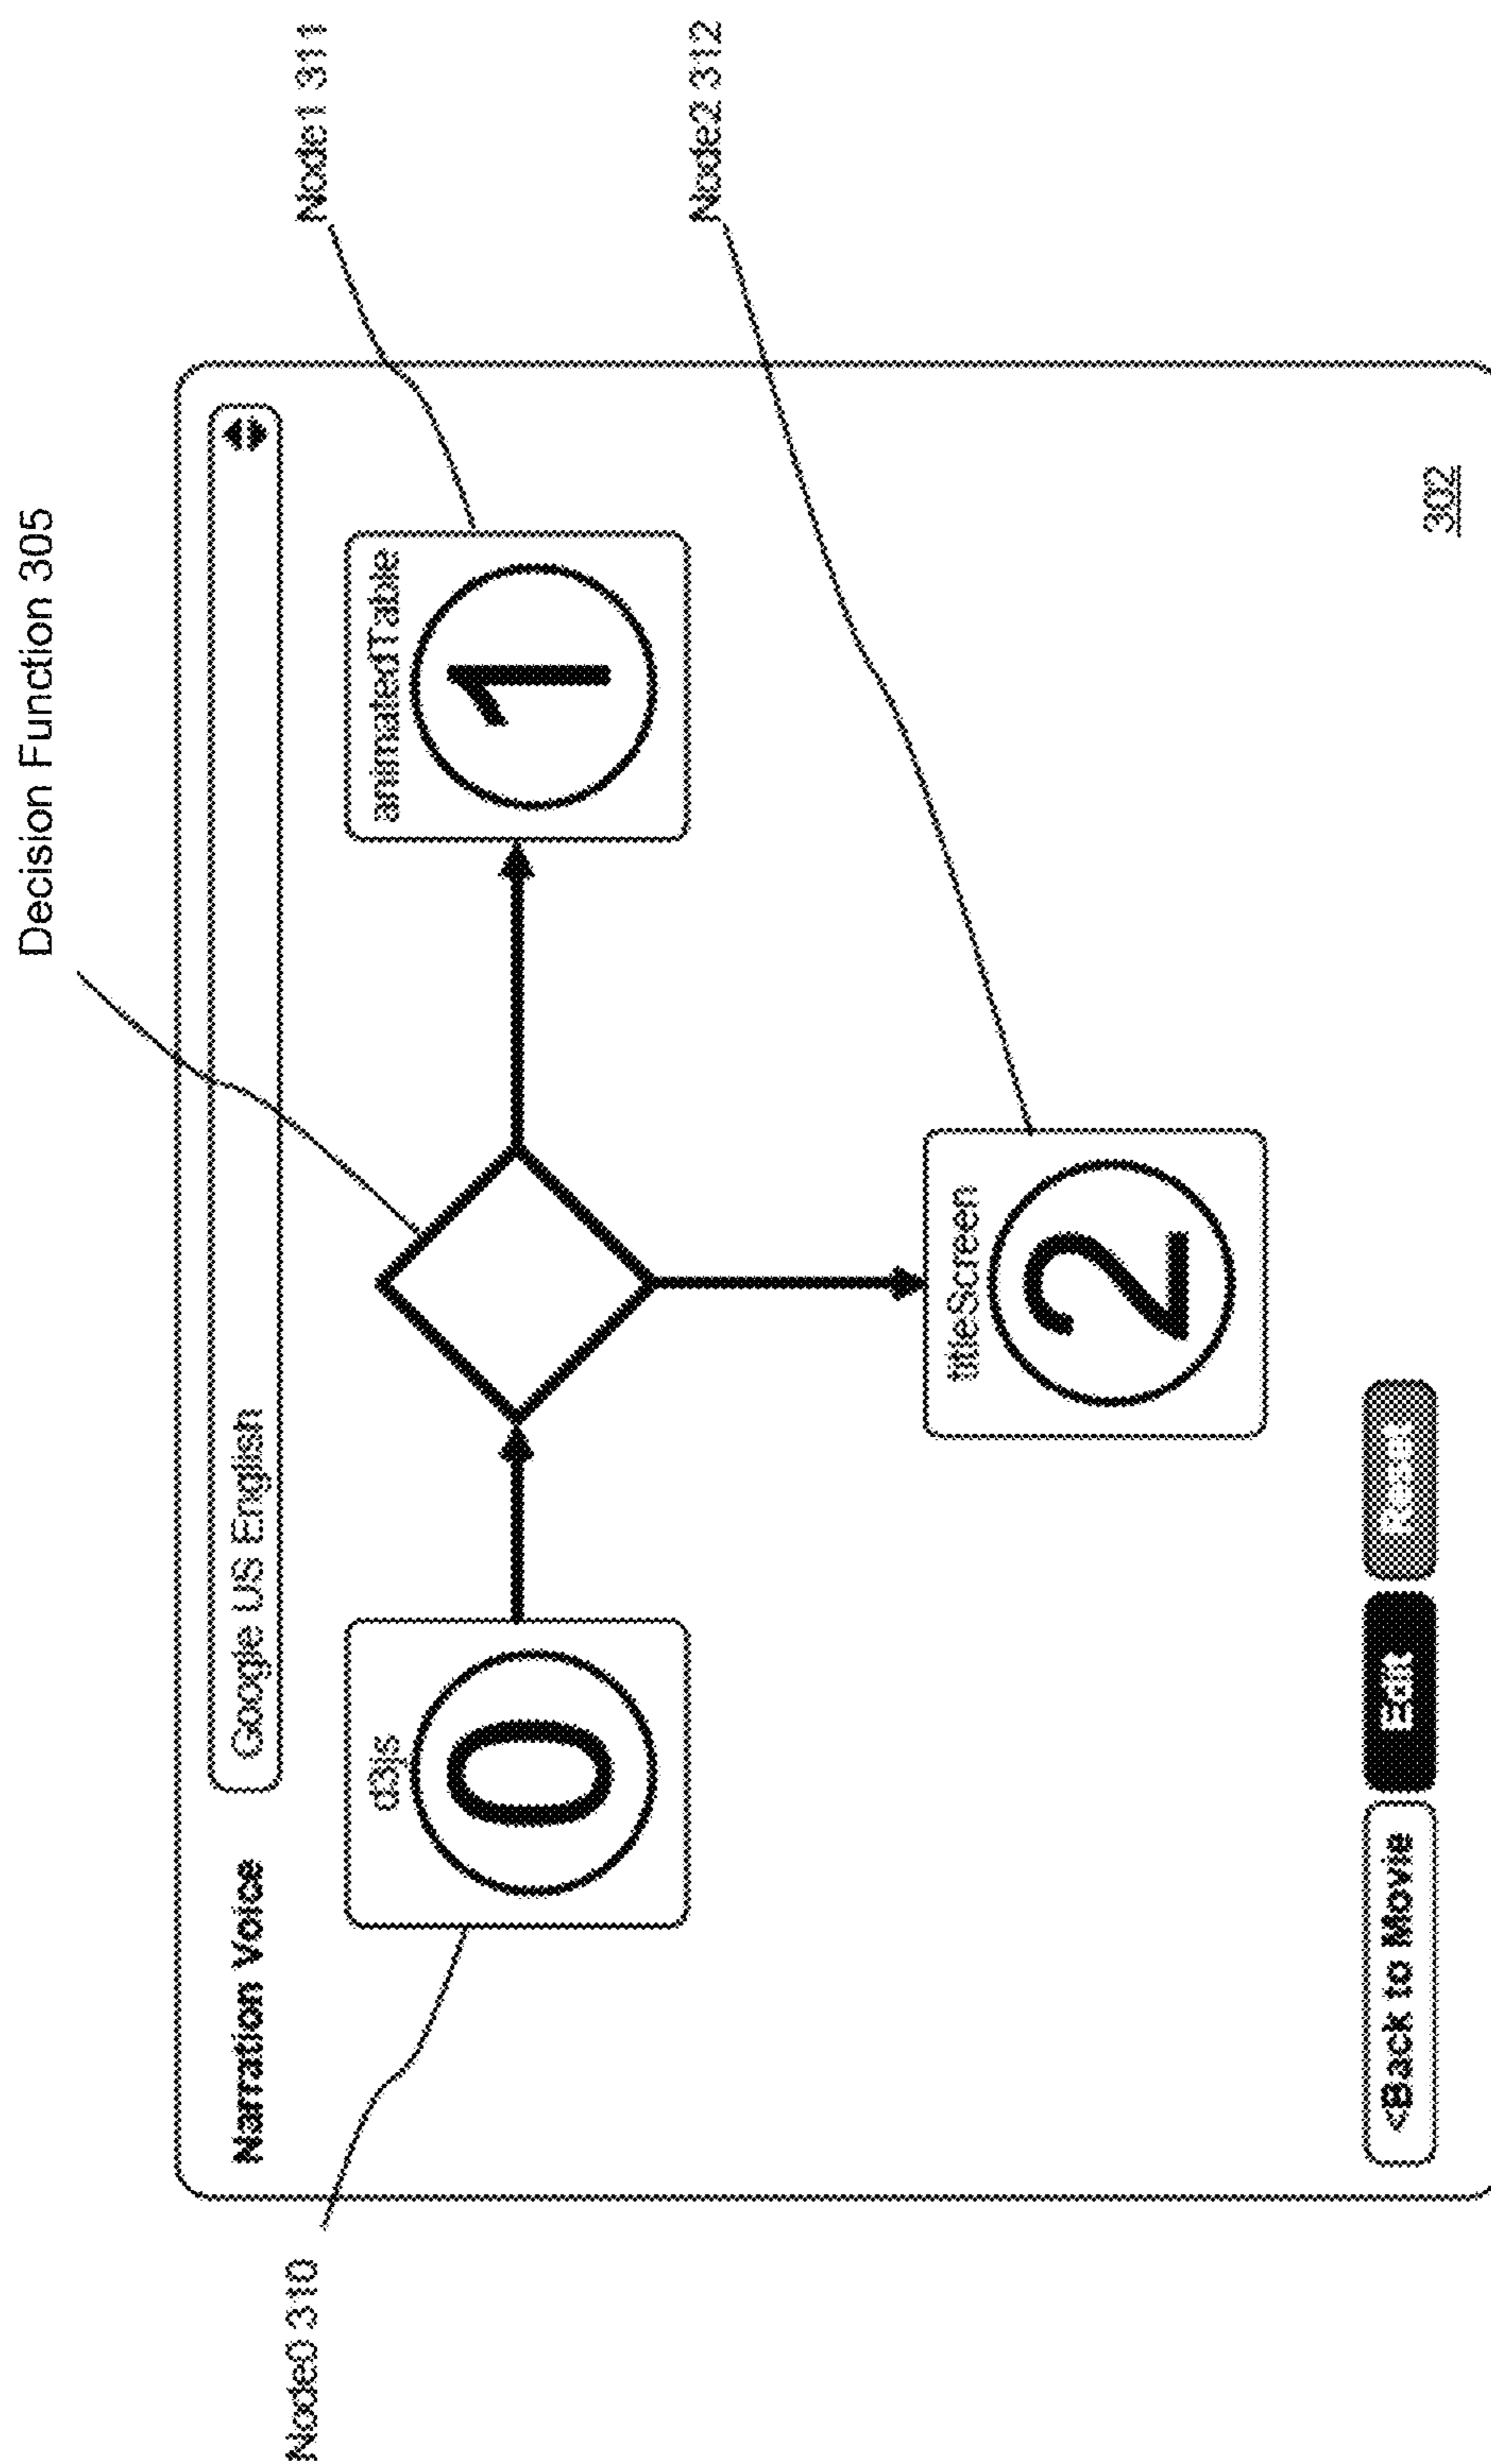 Decision Function 305
Node0 310
Node1 311
Node2 312
Narration Voice
Google US English
d3js
0
animatedTable
1
titleScreen
2
<Back to Movie
Edit
Reset
302